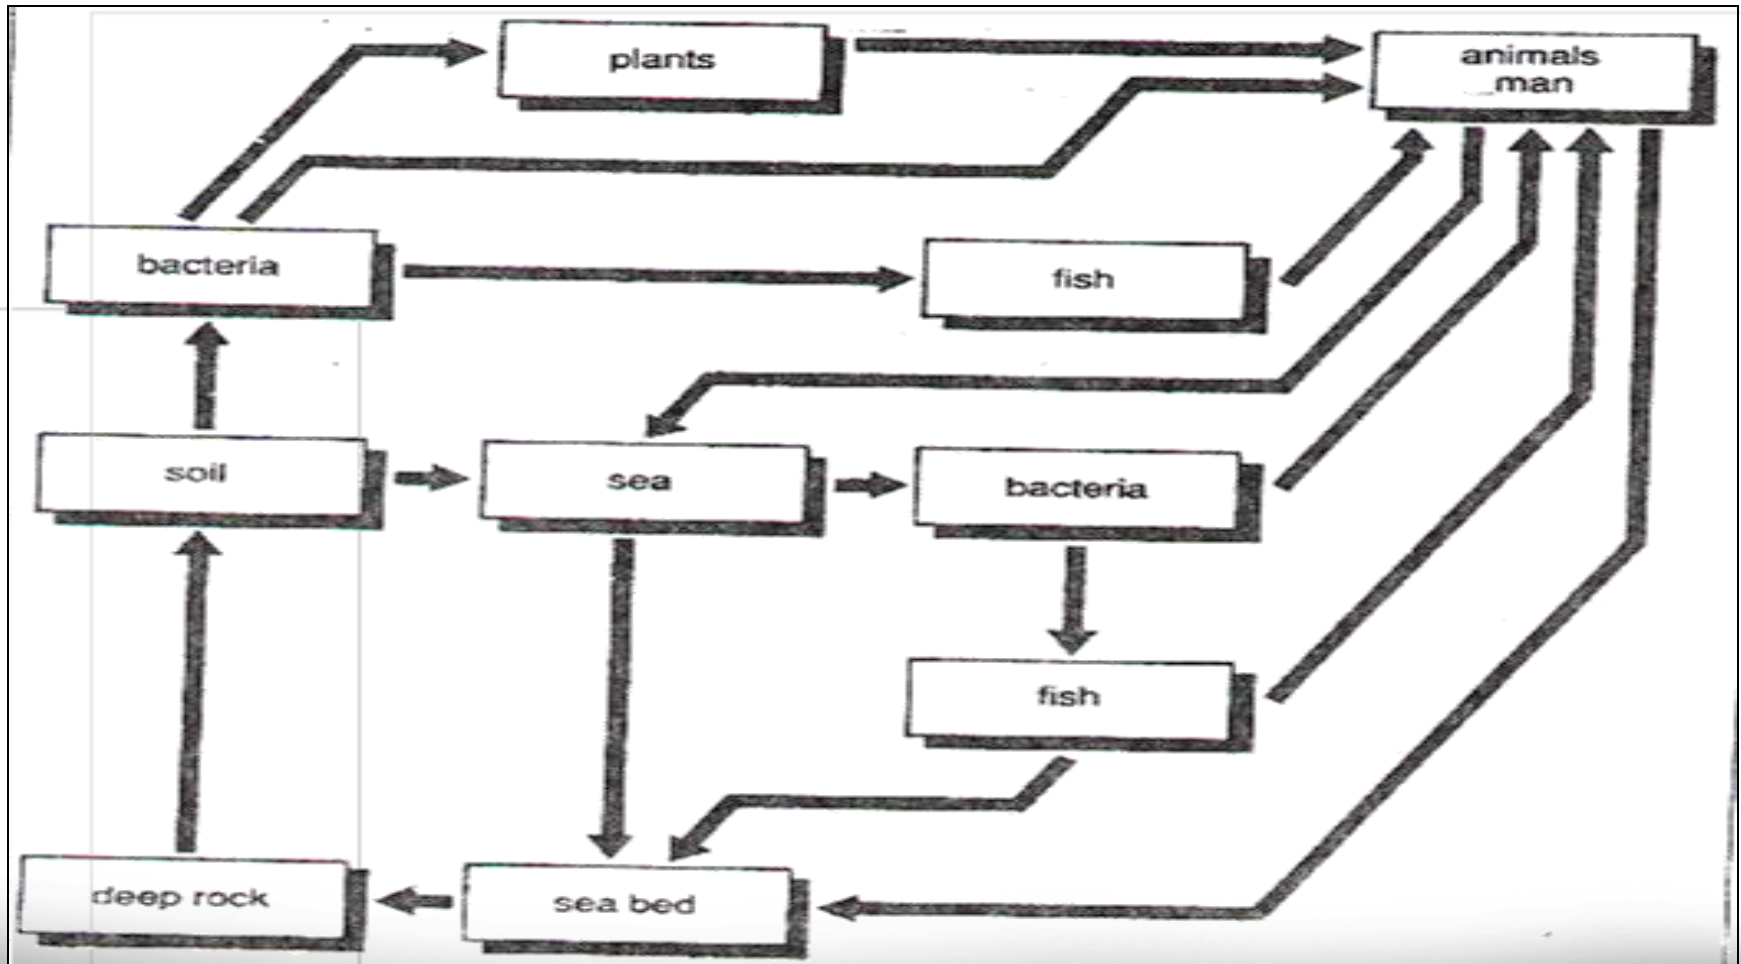 plants
animals
man
bacteria
fish
soil
sea
bacteria
fish
deep rock
sea bed